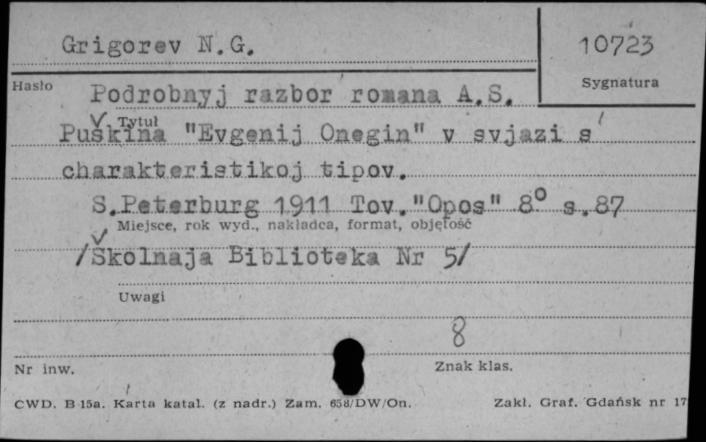 Grigorev N.G.
10723
Hasło
Sygnatura
Podrobnyj razbor romana A.S.
Tytuł
Puškina "Evgenij Onegin" v svjazi s
charakteristikoj tipov.
S.Peterburg 1911 Tov."Opos" 8° s.87
Miejsce, rok wyd., nakładca, format, objętość
/Školnaja Biblioteka Nr 5/
Uwagi
8
Nr inw.
Znak klas.
CWD. B-15a. Karta katal. (z nadr.) Zam. 658/DW/On.
Zakł. Graf. Gdańsk nr 17